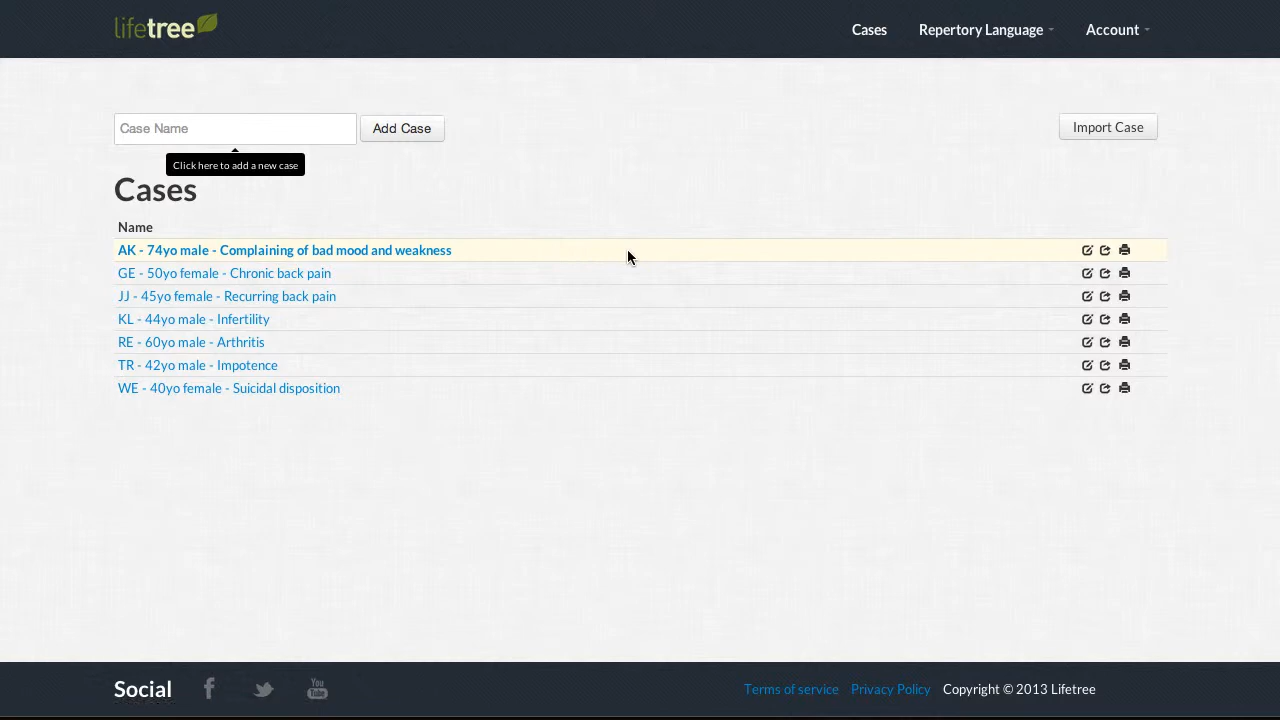 lifetree
Cases Repertory Language Account
Case Name Add Case Import Case
Click here to add a new case
Cases
Name
AK - 74yo male - Complaining of bad mood and weakness
GE - 50yo female - Chronic back pain
JJ - 45yo female - Recurring back pain
KL - 44yo male - Infertility
RE - 60yo male - Arthritis
TR - 42yo male - Impotence
WE - 40yo female - Suicidal disposition
Social f You Tube Terms of service Privacy Policy Copyright © 2013 Lifetree